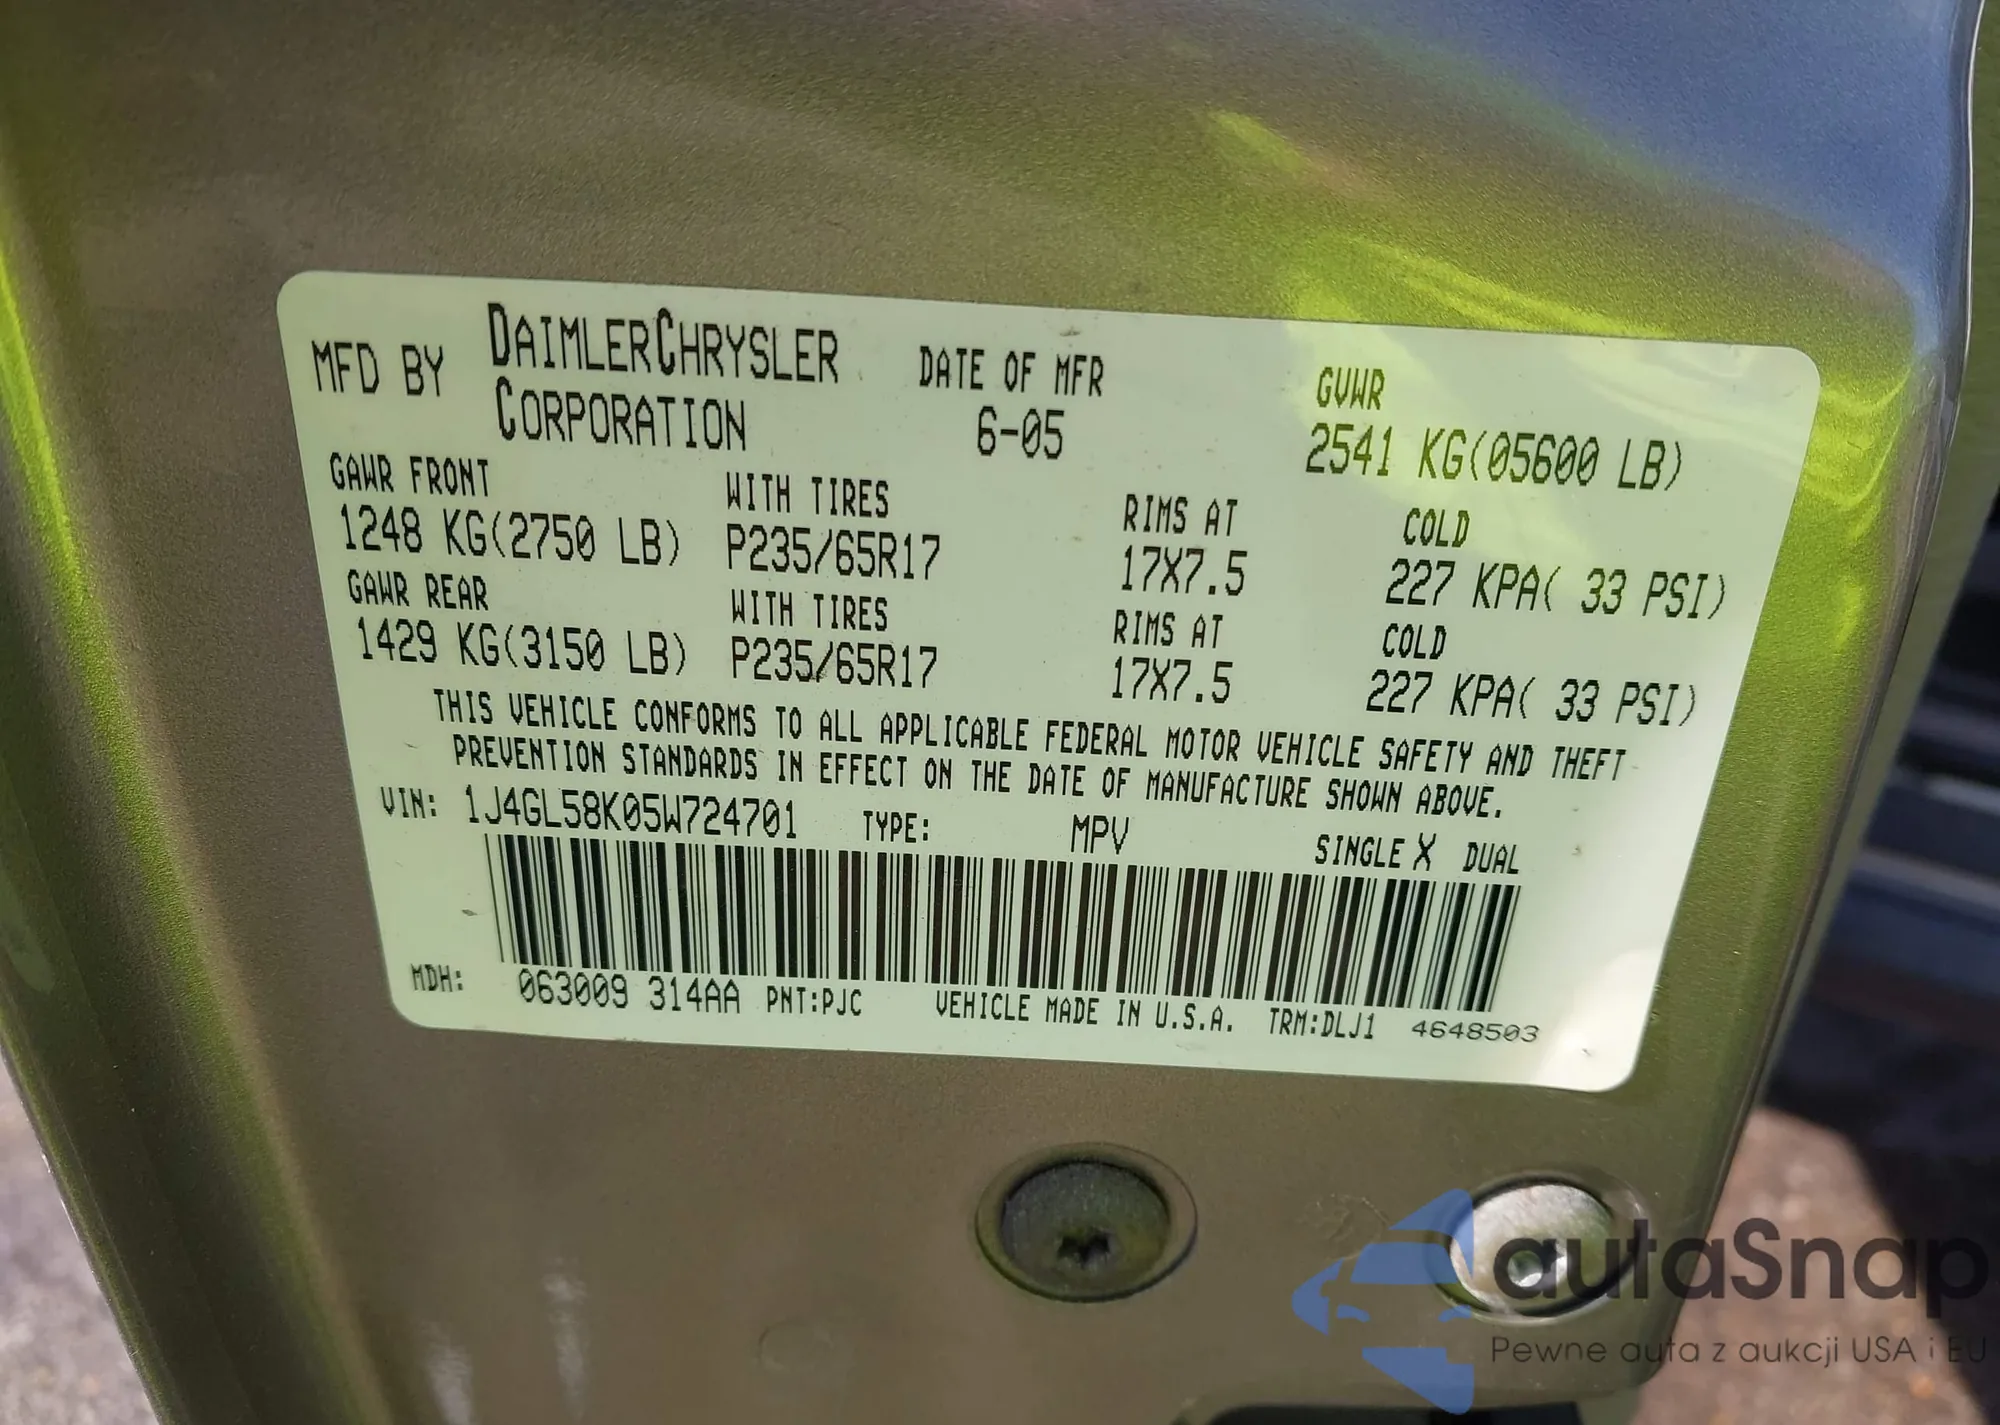 MFD BY DAIMLERCHRYSLER CORPORATION
DATE OF MFR
6-05
GVWR
2541 KG(05600 LB)
GAWR FRONT WITH TIRES RIMS AT COLD
1248 KG(2750 LB) P235/65R17 17X7.5 227 KPA( 33 PSI)
GAWR REAR WITH TIRES RIMS AT COLD
1429 KG(3150 LB) P235/65R17 17X7.5 227 KPA( 33 PSI)
THIS VEHICLE CONFORMS TO ALL APPLICABLE FEDERAL MOTOR VEHICLE SAFETY AND THEFT
PREVENTION STANDARDS IN EFFECT ON THE DATE OF MANUFACTURE SHOWN ABOVE.
VIN: 1J4GL58K05W724701 TYPE: MPV SINGLE X DUAL
MDH: 063009 314AA PNT:PJC VEHICLE MADE IN U.S.A. TRM:DLJ1 4648503
autaSnap
Pewne auta z aukcji USA i EU